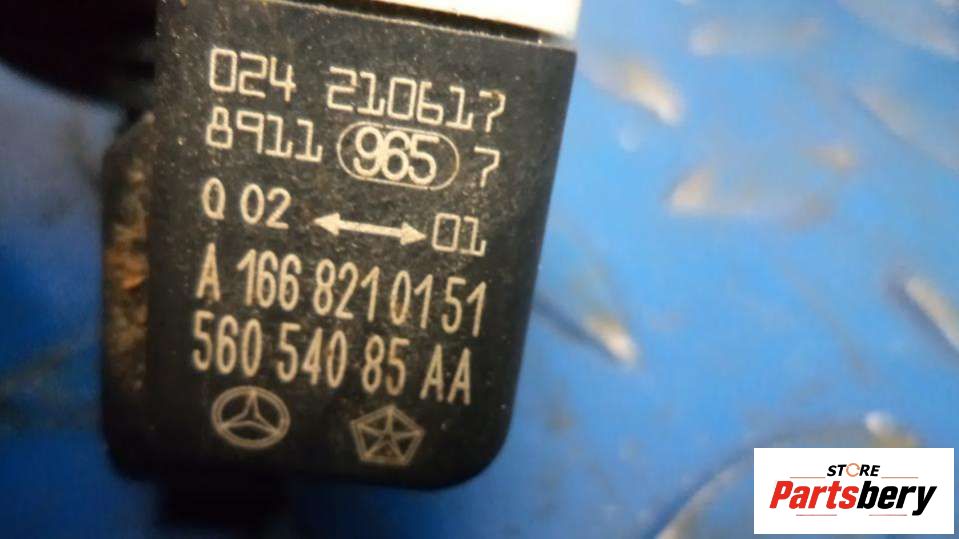 024 210617
8911 965 7
Q 02 ↔ 01
A 166 821 01 51
560 540 85 AA
STORE
Partsbery